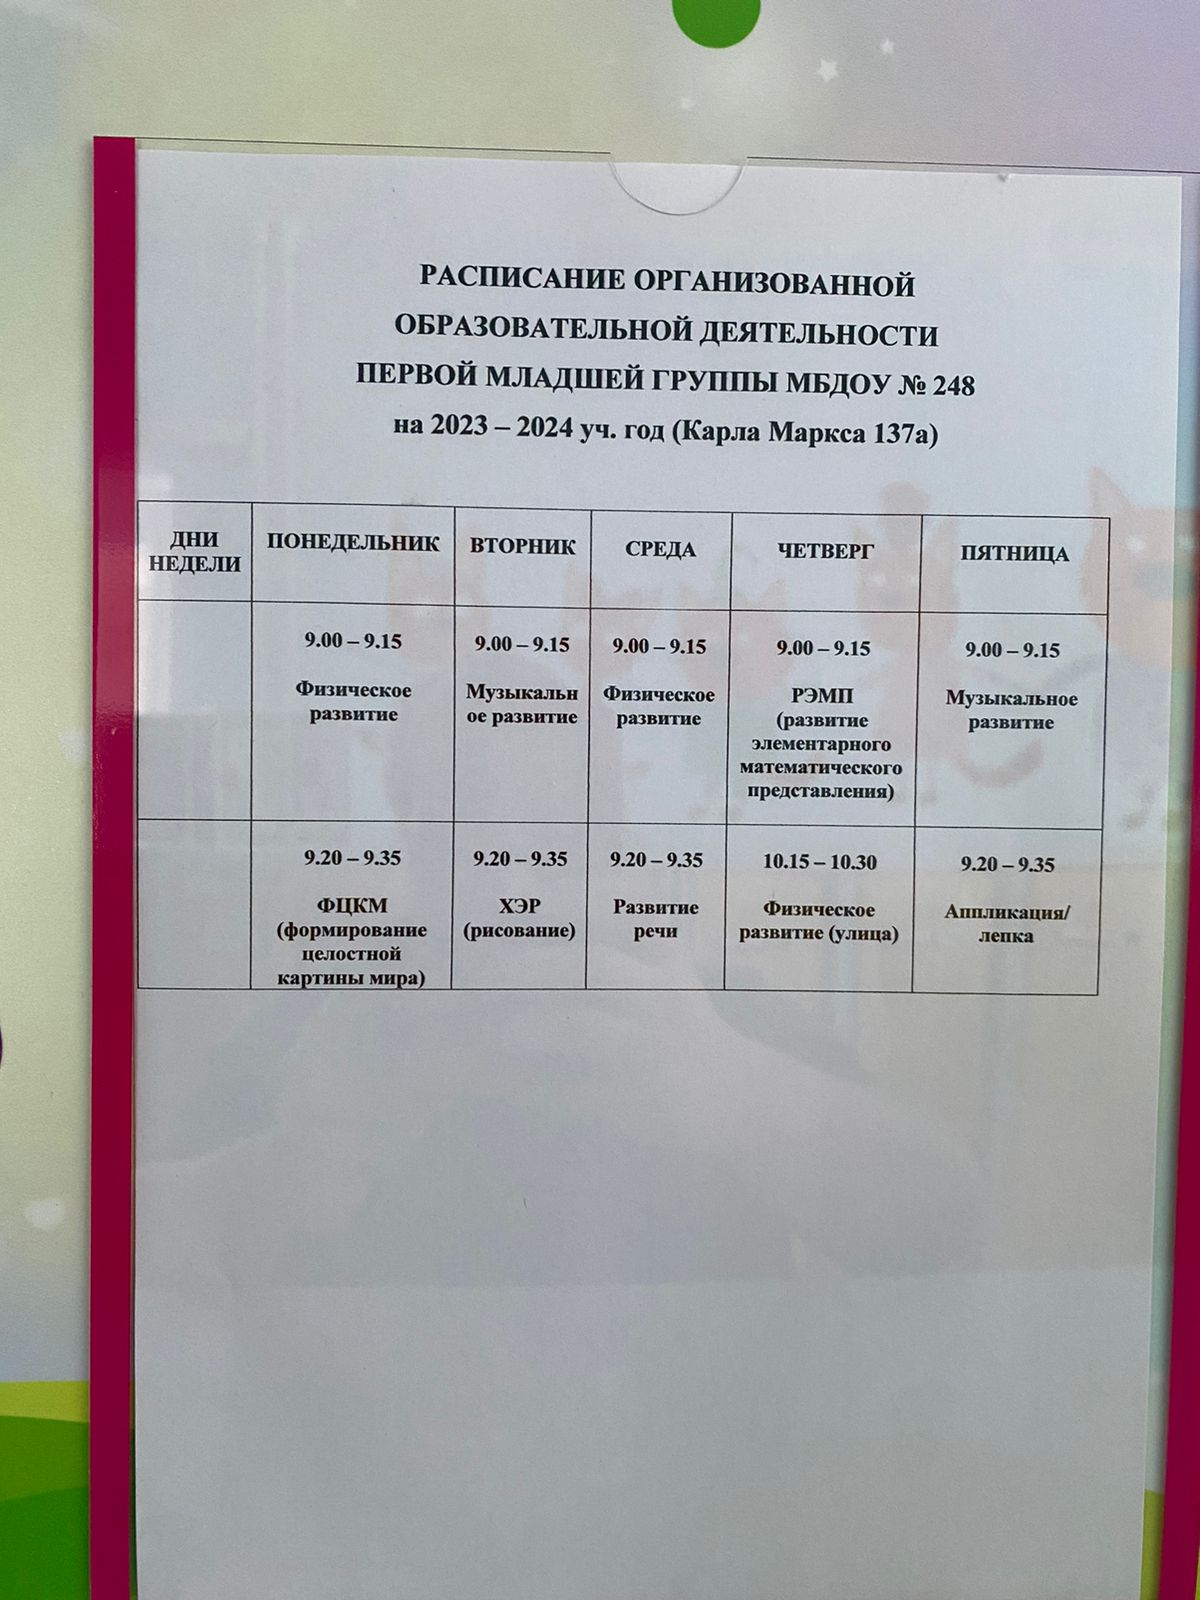 РАСПИСАНИЕ ОРГАНИЗОВАННОЙ
ОБРАЗОВАТЕЛЬНОЙ ДЕЯТЕЛЬНОСТИ
ПЕРВОЙ МЛАДШЕЙ ГРУППЫ МБДОУ № 248
на 2023 – 2024 уч. год (Карла Маркса 137а)
ДНИ
НЕДЕЛИ
ПОНЕДЕЛЬНИК
ВТОРНИК
СРЕДА
ЧЕТВЕРГ
ПЯТНИЦА
9.00 – 9.15
Физическое
развитие
9.00 – 9.15
Музыкальн
ое развитие
9.00 – 9.15
Физическое
развитие
9.00 – 9.15
РЭМП
(развитие
элементарного
математического
представления)
9.00 – 9.15
Музыкальное
развитие
9.20 – 9.35
ФЦКМ
(формирование
целостной
картины мира)
9.20 – 9.35
ХЭР
(рисование)
9.20 – 9.35
Развитие
речи
10.15 – 10.30
Физическое
развитие (улица)
9.20 – 9.35
Аппликация/
лепка